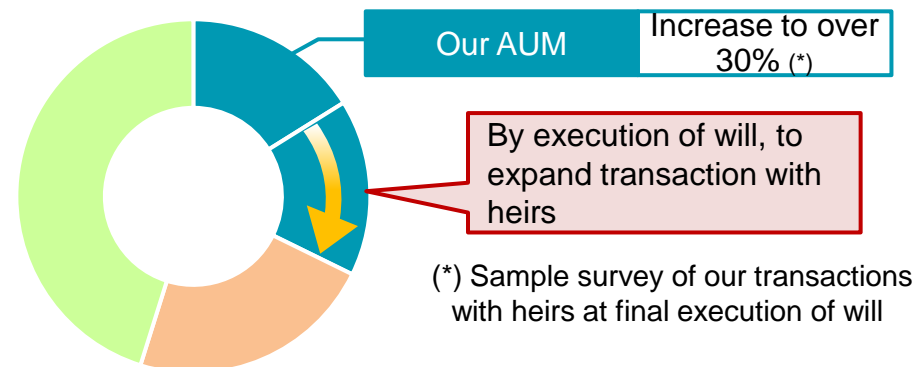 Our AUM
Increase to over
30% (*)
By execution of will, to
expand transaction with
heirs
(*) Sample survey of our transactions
with heirs at final execution of will